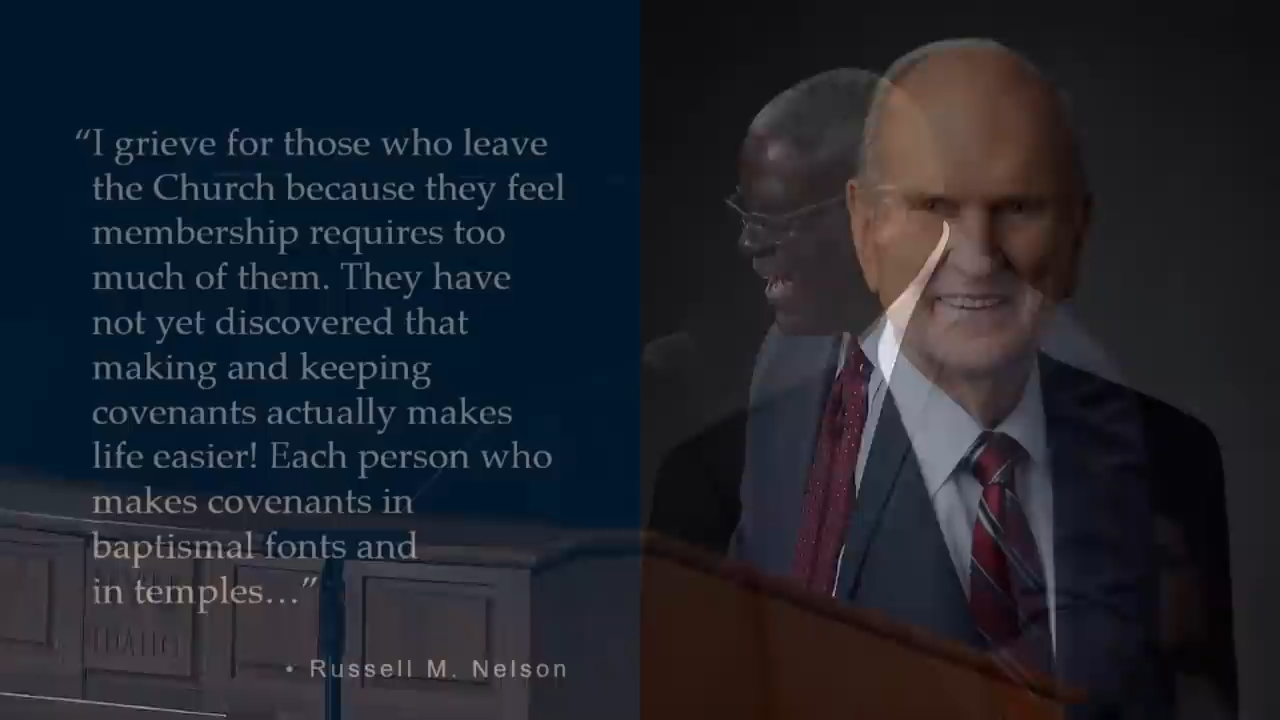 “I grieve for those who leave
the Church because they feel
membership requires too
much of them. They have
not yet discovered that
making and keeping
covenants actually makes
life easier! Each person who
makes covenants in
baptismal fonts and
in temples…”
• Russell M. Nelson
IDAHO